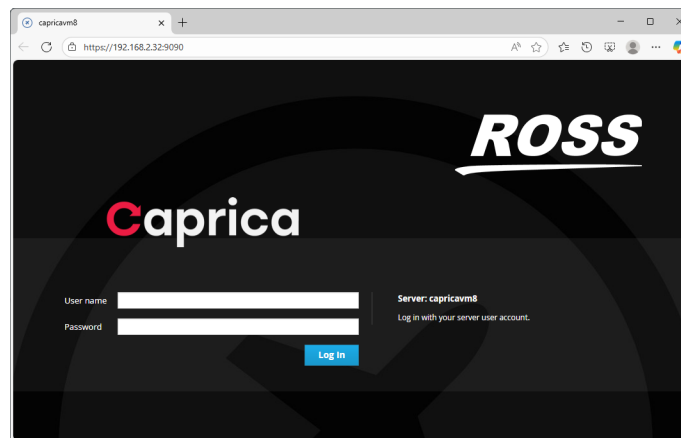 capricavm8
https://192.168.2.32:9090
ROSS
Caprica
User name
Password
Log In
Server: capricavm8
Log in with your server user account.